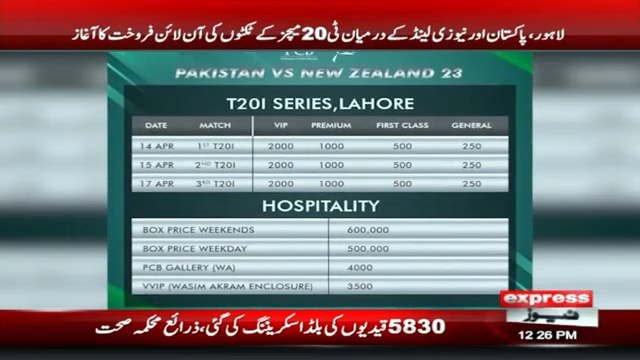 لاہور، پاکستان اور نیوزی لینڈ کے درمیان ٹی 20 میچز کے ٹکٹوں کی آن لائن فروخت کا آغاز
PCB
PAKISTAN VS NEW ZEALAND 23
T20I SERIES, LAHORE
DATE MATCH VIP PREMIUM FIRST CLASS GENERAL
14 APR 1ST T20I 2000 1000 500 250
15 APR 2ND T20I 2000 1000 500 250
17 APR 3RD T20I 2000 1000 500 250
HOSPITALITY
BOX PRICE WEEKENDS 600,000
BOX PRICE WEEKDAY 500,000
PCB GALLERY (WA) 4000
VVIP (WASIM AKRAM ENCLOSURE) 3500
express
نیوز
12:26 PM
5830 قیدیوں کی بلڈ اسکریننگ کی گئی، ذرائع محکمہ صحت